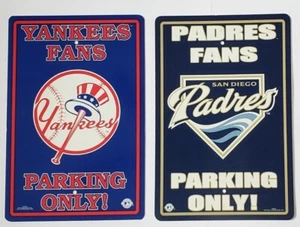 YANKEES
FANS
Yankees
PARKING
ONLY!
PADRES
FANS
SAN DIEGO
Padres
PARKING
ONLY!